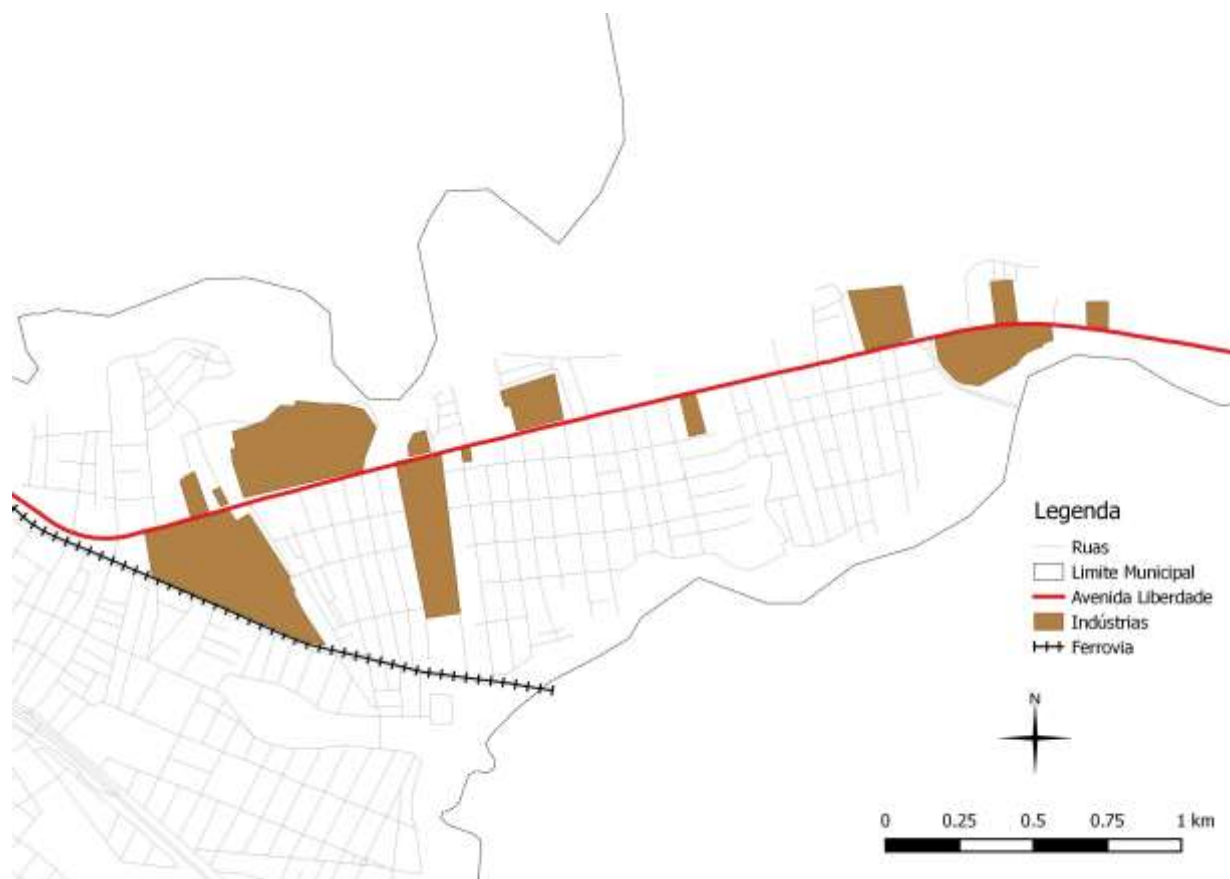 Legenda
Ruas
Limite Municipal
Avenida Liberdade
Indústrias
Ferrovia
N
0 0.25 0.5 0.75 1 km